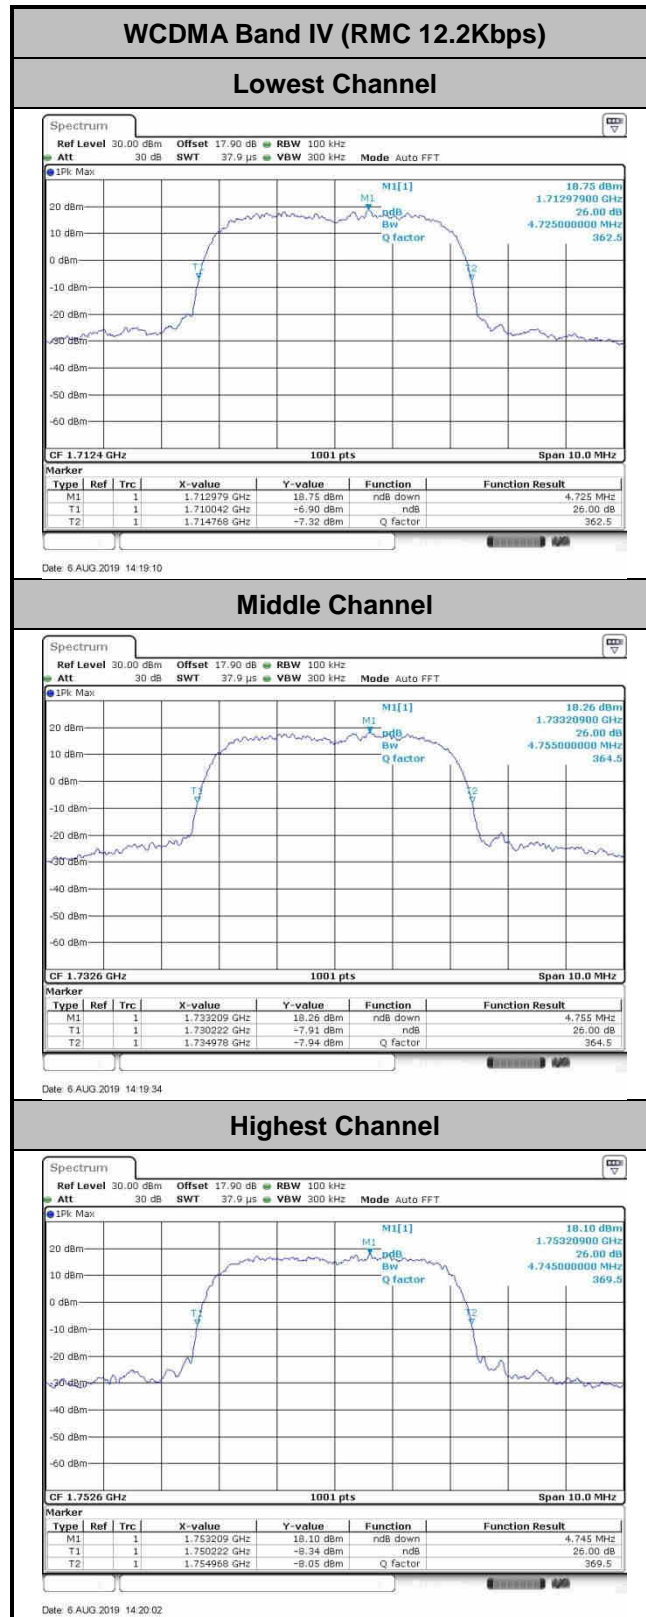 WCDMA Band IV (RMC 12.2Kbps)
Lowest Channel
Spectrum
Ref Level 30.00 dBm Offset 17.90 dB RBW 100 kHz
Att 30 dB SWT 37.9 µs VBW 300 kHz Mode Auto FFT
1Pk Max
M1[1] 18.75 dBm
M1 1.71297900 GHz
20 dBm ndB 26.00 dB
Bw 4.725000000 MHz
10 dBm Q factor 362.5
0 dBm
T1 T2
-10 dBm
-20 dBm
-30 dBm
-40 dBm
-50 dBm
-60 dBm
CF 1.7124 GHz 1001 pts Span 10.0 MHz
Marker
Type Ref Trc X-value Y-value Function Function Result
M1 1 1.712979 GHz 18.75 dBm ndB down 4.725 MHz
T1 1 1.710042 GHz -6.90 dBm ndB 26.00 dB
T2 1 1.714768 GHz -7.32 dBm Q factor 362.5
Date: 6.AUG.2019 14:19:10
Middle Channel
Spectrum
Ref Level 30.00 dBm Offset 17.90 dB RBW 100 kHz
Att 30 dB SWT 37.9 µs VBW 300 kHz Mode Auto FFT
1Pk Max
M1[1] 18.26 dBm
M1 1.73320900 GHz
20 dBm ndB 26.00 dB
Bw 4.755000000 MHz
10 dBm Q factor 364.5
0 dBm
T1 T2
-10 dBm
-20 dBm
-30 dBm
-40 dBm
-50 dBm
-60 dBm
CF 1.7326 GHz 1001 pts Span 10.0 MHz
Marker
Type Ref Trc X-value Y-value Function Function Result
M1 1 1.733209 GHz 18.26 dBm ndB down 4.755 MHz
T1 1 1.730222 GHz -7.91 dBm ndB 26.00 dB
T2 1 1.734978 GHz -7.94 dBm Q factor 364.5
Date: 6.AUG.2019 14:19:34
Highest Channel
Spectrum
Ref Level 30.00 dBm Offset 17.90 dB RBW 100 kHz
Att 30 dB SWT 37.9 µs VBW 300 kHz Mode Auto FFT
1Pk Max
M1[1] 18.10 dBm
M1 1.75320900 GHz
20 dBm ndB 26.00 dB
Bw 4.745000000 MHz
10 dBm Q factor 369.5
0 dBm
T1 T2
-10 dBm
-20 dBm
-30 dBm
-40 dBm
-50 dBm
-60 dBm
CF 1.7526 GHz 1001 pts Span 10.0 MHz
Marker
Type Ref Trc X-value Y-value Function Function Result
M1 1 1.753209 GHz 18.10 dBm ndB down 4.745 MHz
T1 1 1.750222 GHz -8.34 dBm ndB 26.00 dB
T2 1 1.754968 GHz -8.05 dBm Q factor 369.5
Date: 6.AUG.2019 14:20:02